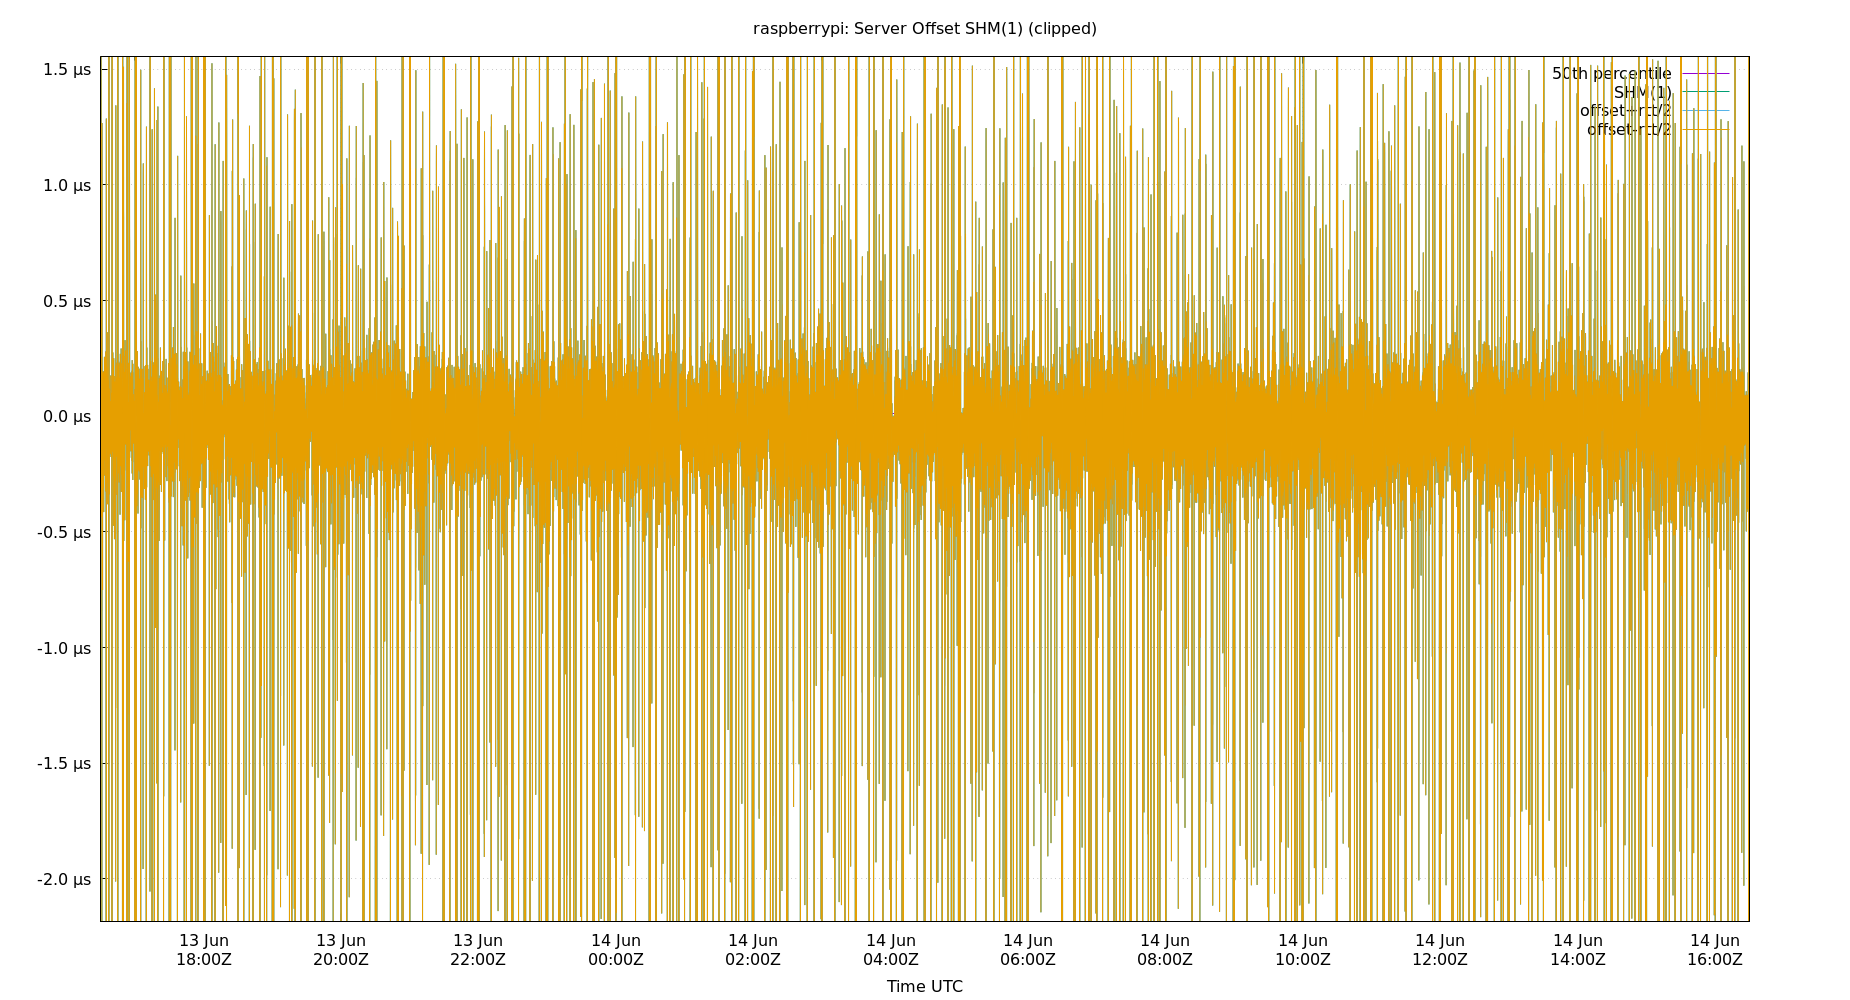 raspberrypi: Server Offset SHM(1) (clipped)
1.5 µs
1.0 µs
0.5 µs
0.0 µs
-0.5 µs
-1.0 µs
-1.5 µs
-2.0 µs
50th percentile
SHM(1)
offset+rtt/2
offset-rtt/2
13 Jun 13 Jun 13 Jun 14 Jun 14 Jun 14 Jun 14 Jun 14 Jun 14 Jun 14 Jun 14 Jun 14 Jun
18:00Z 20:00Z 22:00Z 00:00Z 02:00Z 04:00Z 06:00Z 08:00Z 10:00Z 12:00Z 14:00Z 16:00Z
Time UTC